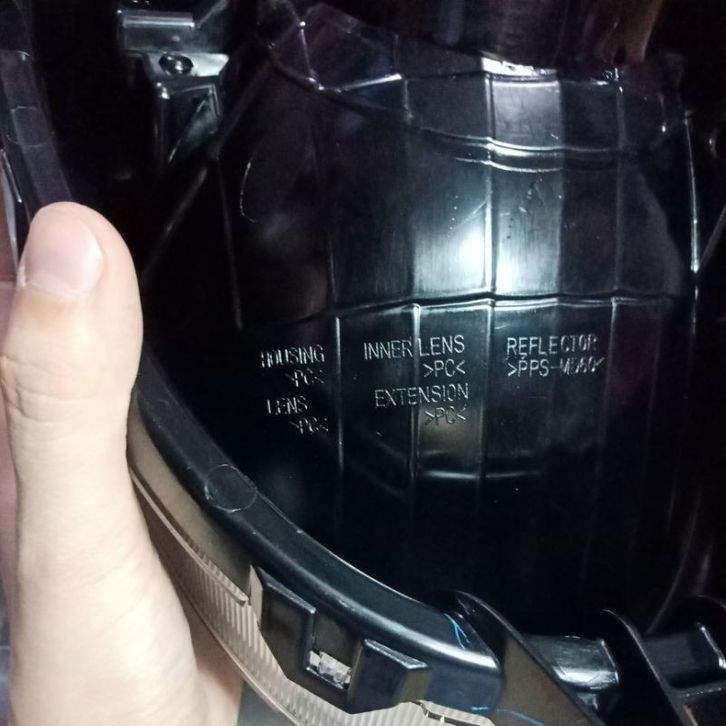 HOUSING
>PC<
LENS
>PC<
INNER LENS
>PC<
EXTENSION
>PC<
REFLECTOR
>PPS-MD60<